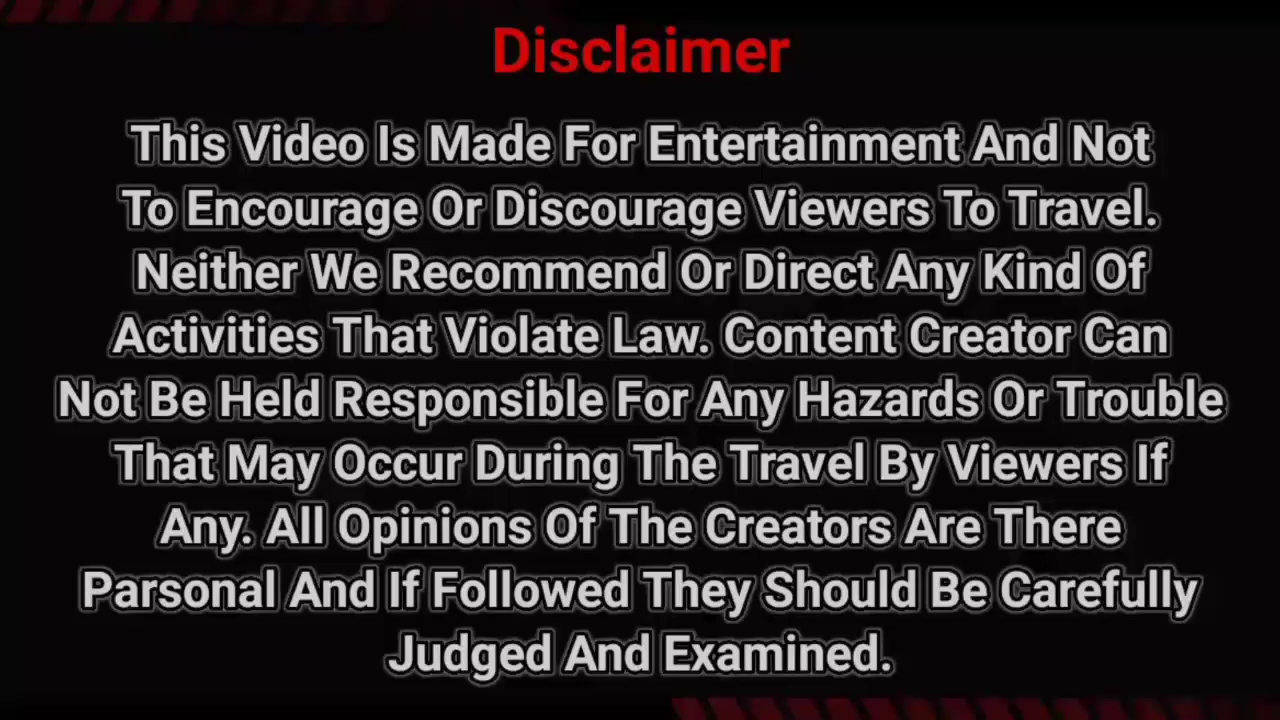 Disclaimer
This Video Is Made For Entertainment And Not
To Encourage Or Discourage Viewers To Travel.
Neither We Recommend Or Direct Any Kind Of
Activities That Violate Law. Content Creator Can
Not Be Held Responsible For Any Hazards Or Trouble
That May Occur During The Travel By Viewers If
Any. All Opinions Of The Creators Are There
Parsonal And If Followed They Should Be Carefully
Judged And Examined.